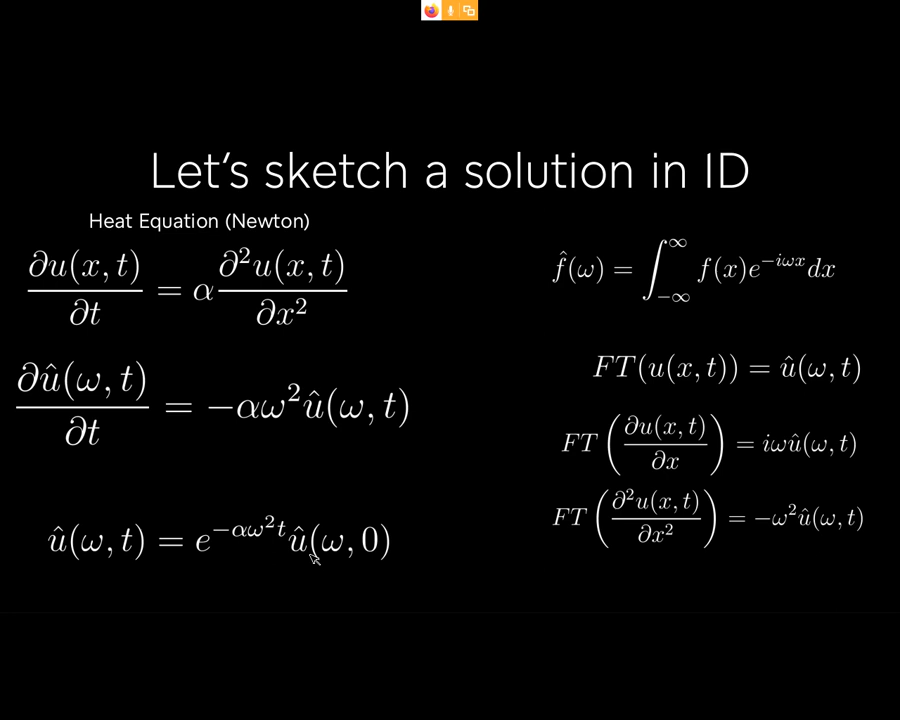 Let's sketch a solution in ID
Heat Equation (Newton)
∂u(x, t)/∂t = α ∂²u(x, t)/∂x²
∂û(ω, t)/∂t = −αω²û(ω, t)
û(ω, t) = e^{−αω²t}û(ω, 0)
f̂(ω) = ∫_{−∞}^{∞} f(x)e^{−iωx}dx
FT(u(x, t)) = û(ω, t)
FT(∂u(x, t)/∂x) = iωû(ω, t)
FT(∂²u(x, t)/∂x²) = −ω²û(ω, t)